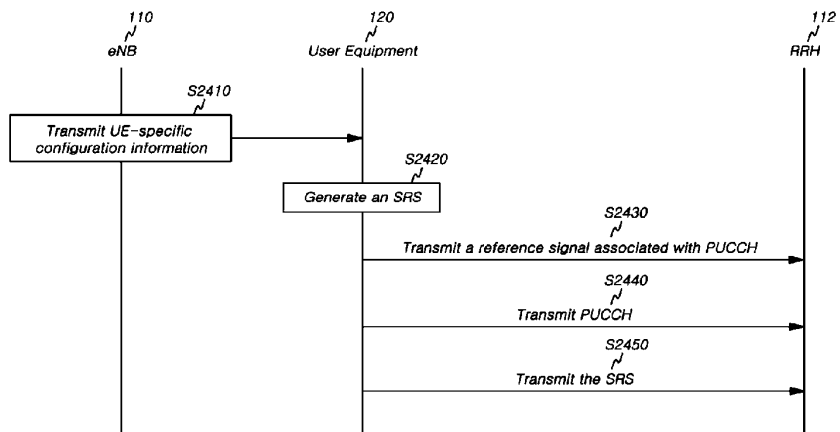 110
eNB
120
User Equipment
112
RRH
S2410
Transmit UE-specific
configuration information
S2420
Generate an SRS
S2430
Transmit a reference signal associated with PUCCH
S2440
Transmit PUCCH
S2450
Transmit the SRS